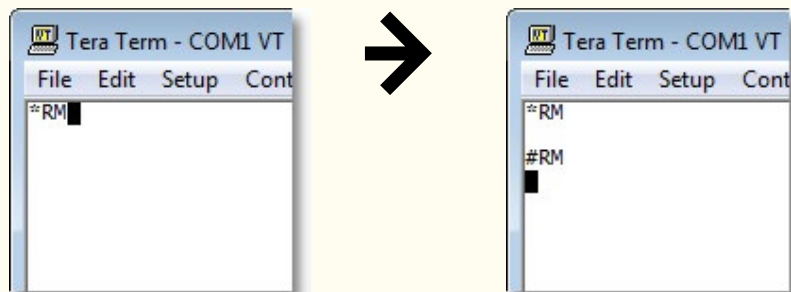 Tera Term - COM1 VT
File Edit Setup Cont
*RM
Tera Term - COM1 VT
File Edit Setup Cont
*RM
#RM